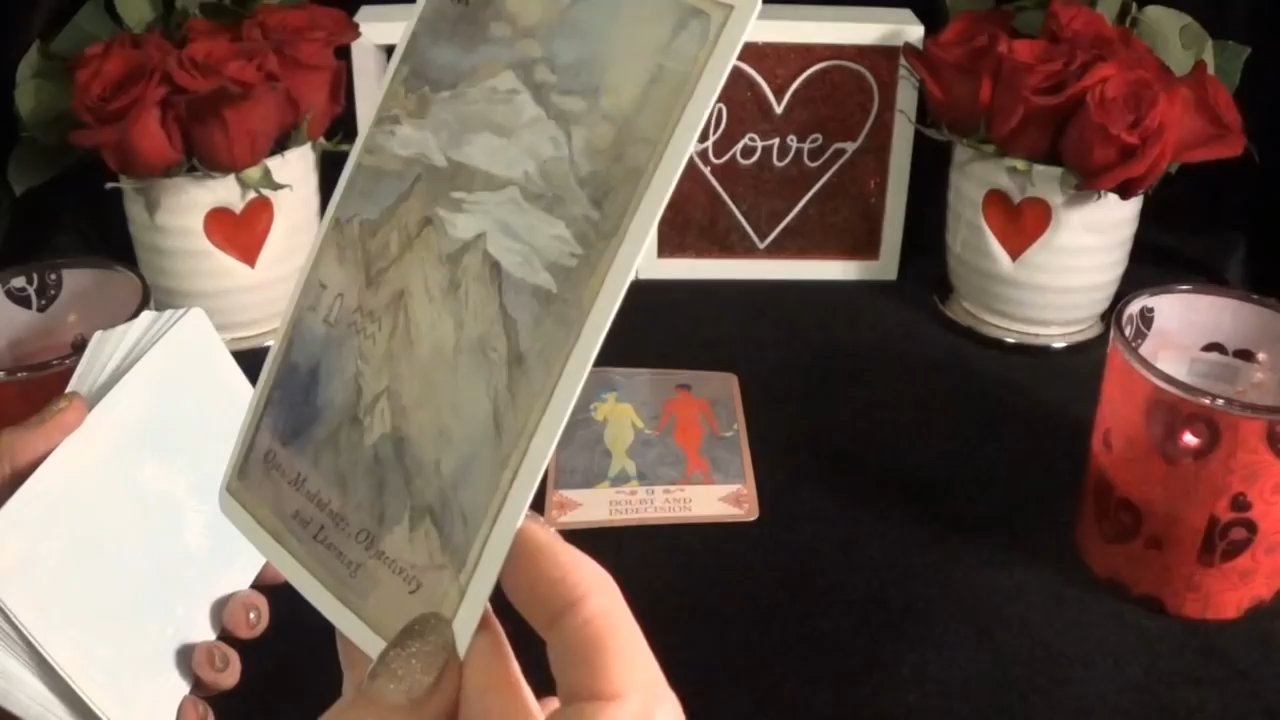 love
Open Mindedness, Objectivity
and Learning
9
DOUBT AND
INDECISION